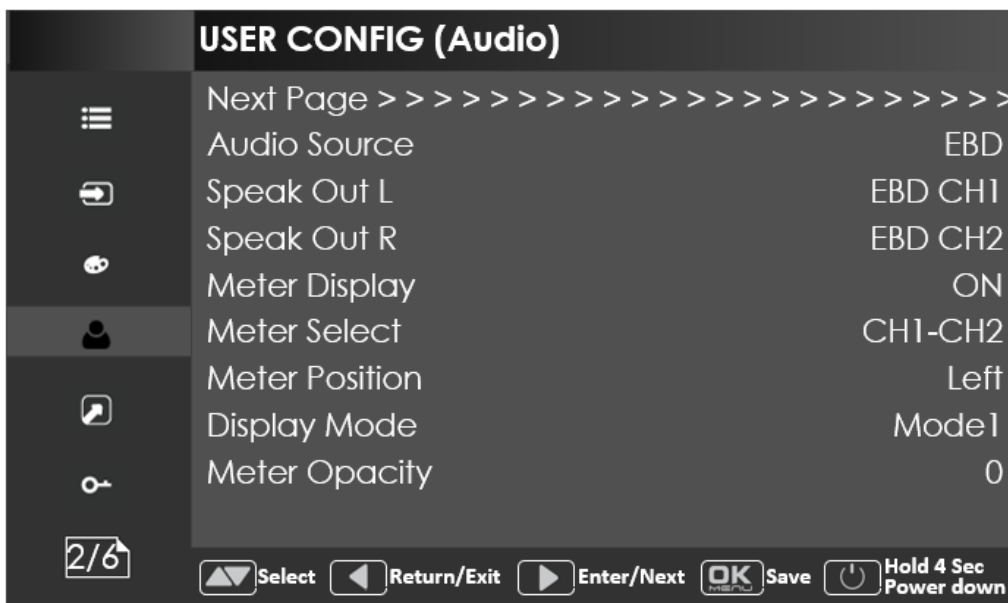 USER CONFIG (Audio)
Next Page > > > > > > > > > > > > > > > > > > > > > > >
Audio Source EBD
Speak Out L EBD CH1
Speak Out R EBD CH2
Meter Display ON
Meter Select CH1-CH2
Meter Position Left
Display Mode Mode1
Meter Opacity 0
2/6
Select Return/Exit Enter/Next OK MENU Save Hold 4 Sec
Power down